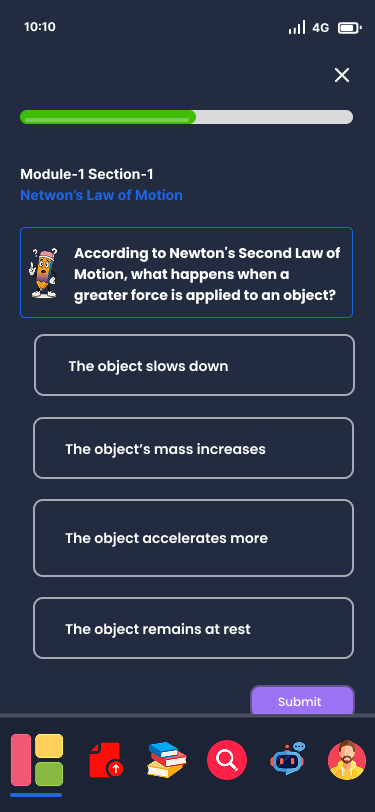 10:10
4G
Module-1 Section-1
Netwon's Law of Motion
According to Newton's Second Law of
Motion, what happens when a
greater force is applied to an object?
The object slows down
The object’s mass increases
The object accelerates more
The object remains at rest
Submit